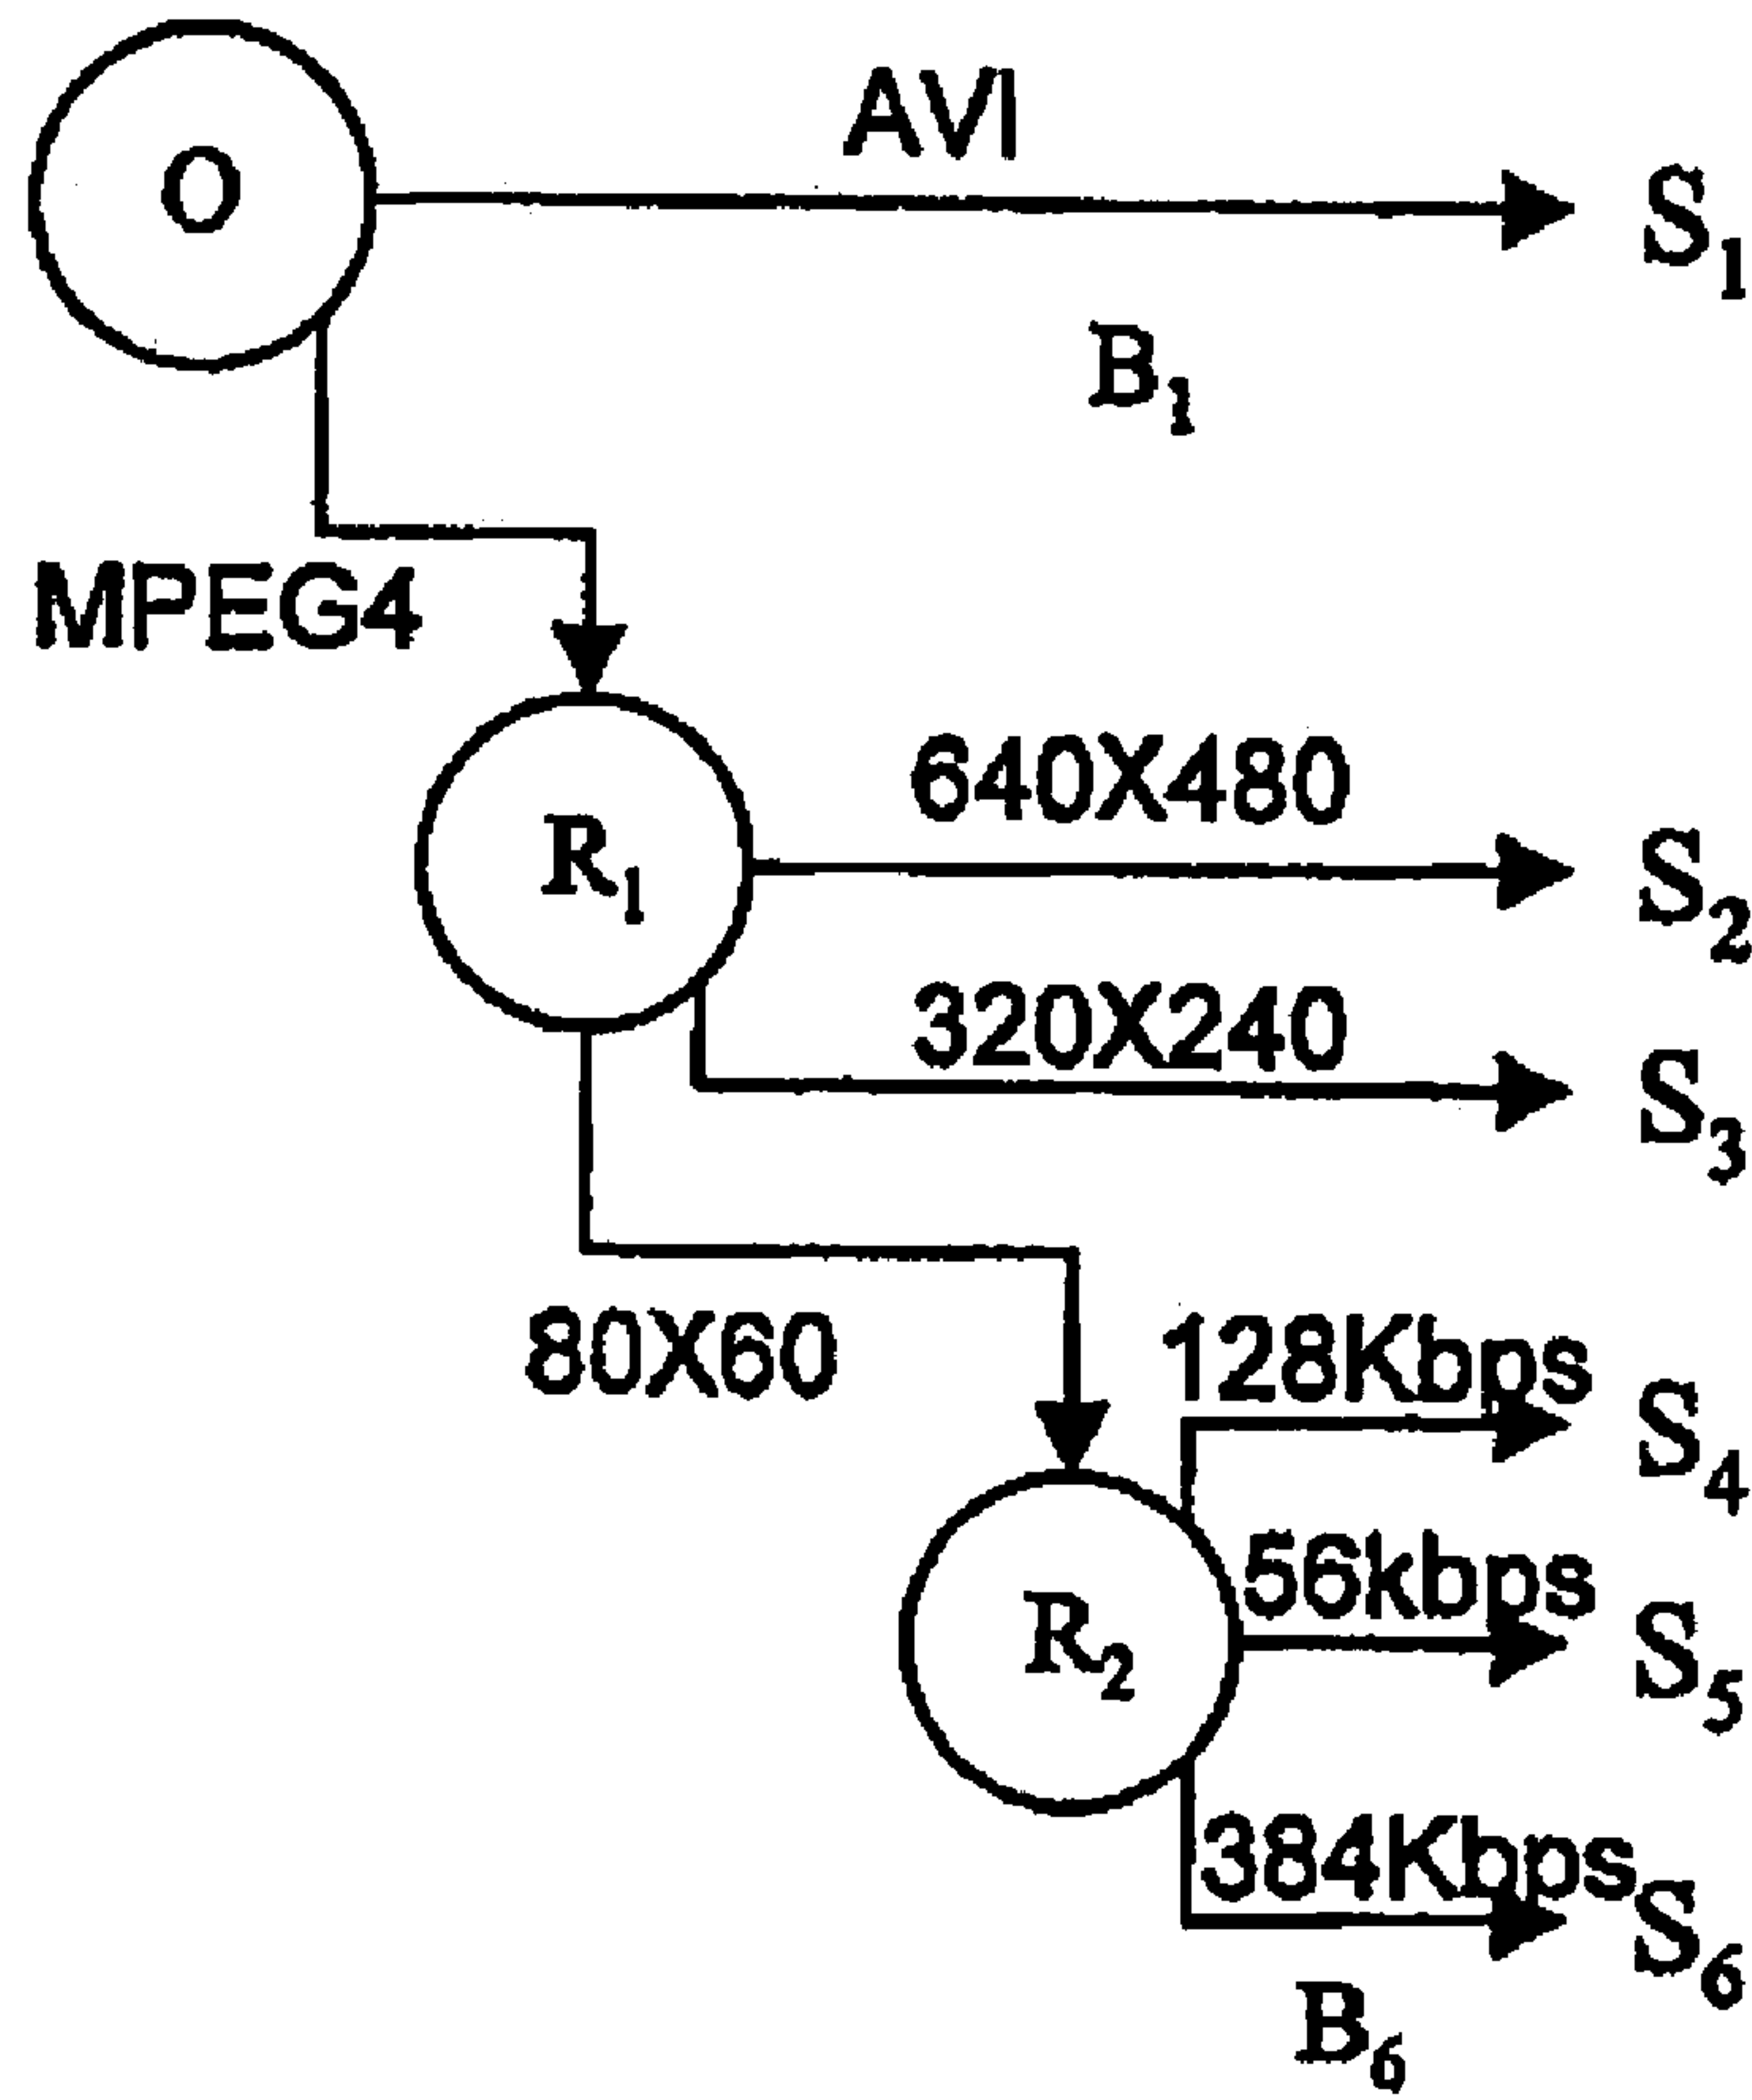 AVI
O
S1
B1
MPEG4
640X480
R1
S2
320X240
S3
80X60
128Kbps
S4
56kbps
R2
S5
384Kbps
S6
B6